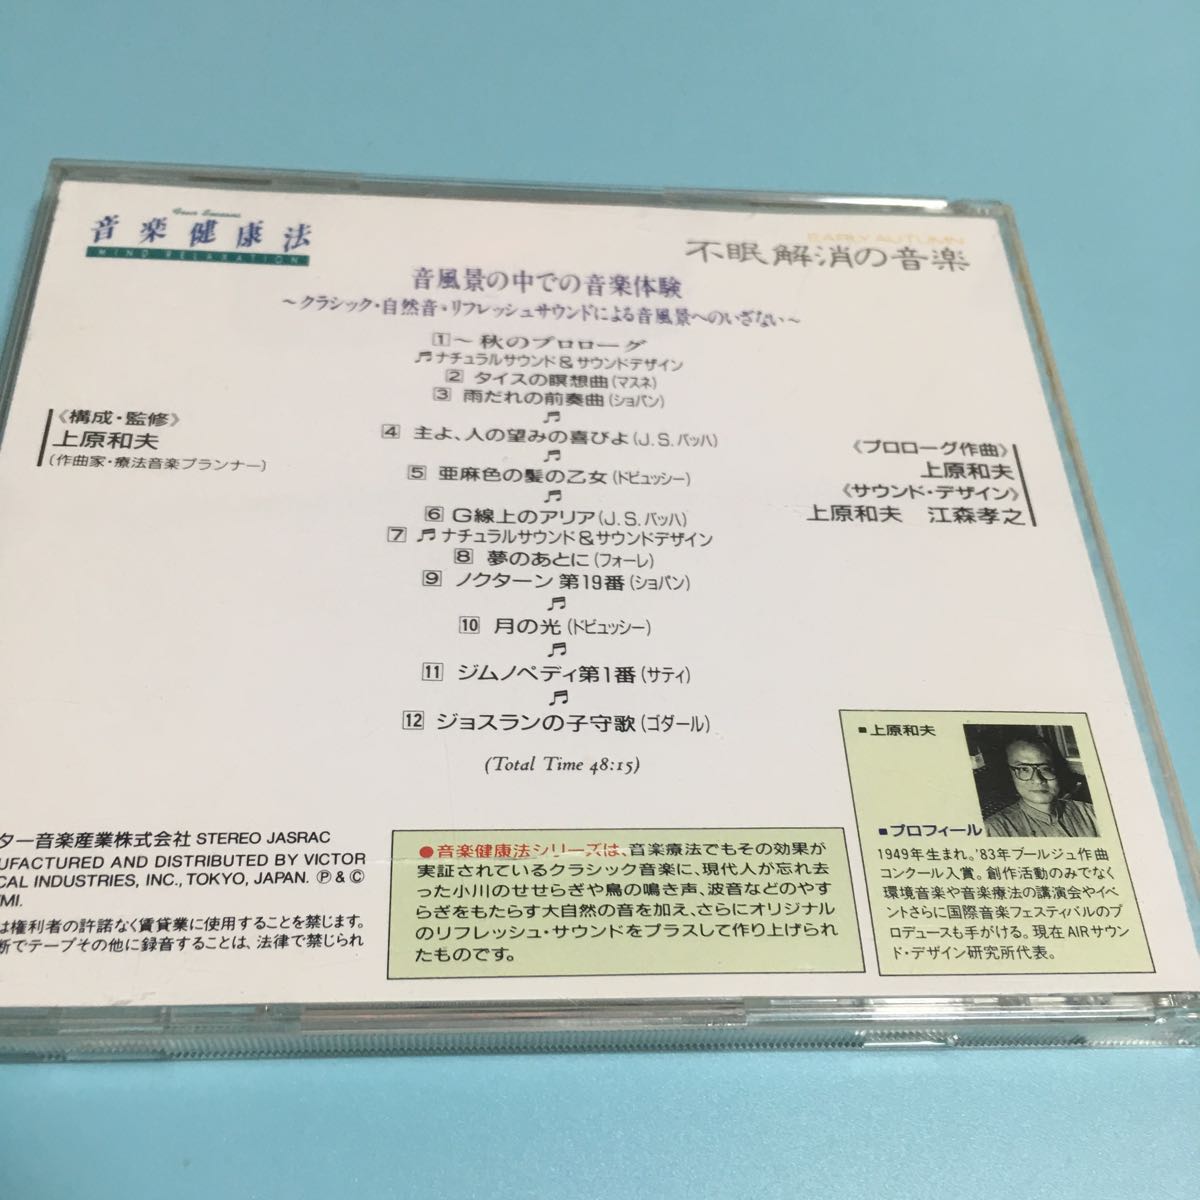 Four Seasons
音楽健康法
MIND RELAXATION
EARLY AUTUMN
不眠解消の音楽
音風景の中での音楽体験
〜クラシック・自然音・リフレッシュサウンドによる音風景へのいざない〜
1〜秋のプロローグ
♬ナチュラルサウンド&サウンドデザイン
2 タイスの瞑想曲(マスネ)
3 雨だれの前奏曲(ショパン)
♬
4 主よ、人の望みの喜びよ(J.S.バッハ)
♬
5 亜麻色の髪の乙女(ドビュッシー)
♬
6 G線上のアリア(J.S.バッハ)
7 ♬ナチュラルサウンド&サウンドデザイン
8 夢のあとに(フォーレ)
9 ノクターン 第19番(ショパン)
♬
10 月の光(ドビュッシー)
♬
11 ジムノペディ第1番(サティ)
♬
12 ジョスランの子守歌(ゴダール)
(Total Time 48:15)
《構成・監修》
上原和夫
(作曲家・療法音楽プランナー)
《プロローグ作曲》
上原和夫
《サウンド・デザイン》
上原和夫 江森孝之
ター音楽産業株式会社 STEREO JASRAC
UFACTURED AND DISTRIBUTED BY VICTOR
CAL INDUSTRIES, INC., TOKYO, JAPAN. Ⓟ&Ⓒ
MI.
は権利者の許諾なく賃貸業に使用することを禁じます。
断でテープその他に録音することは、法律で禁じられ
●音楽健康法シリーズは、音楽療法でもその効果が
実証されているクラシック音楽に、現代人が忘れ去
った小川のせせらぎや鳥の鳴き声、波音などのやす
らぎをもたらす大自然の音を加え、さらにオリジナル
のリフレッシュ・サウンドをプラスして作り上げられ
たものです。
■上原和夫
■プロフィール
1949年生まれ。'83年ブールジュ作曲
コンクール入賞。創作活動のみでなく
環境音楽や音楽療法の講演会やイベ
ントさらに国際音楽フェスティバルのプ
ロデュースも手がける。現在AIRサウン
ド・デザイン研究所代表。